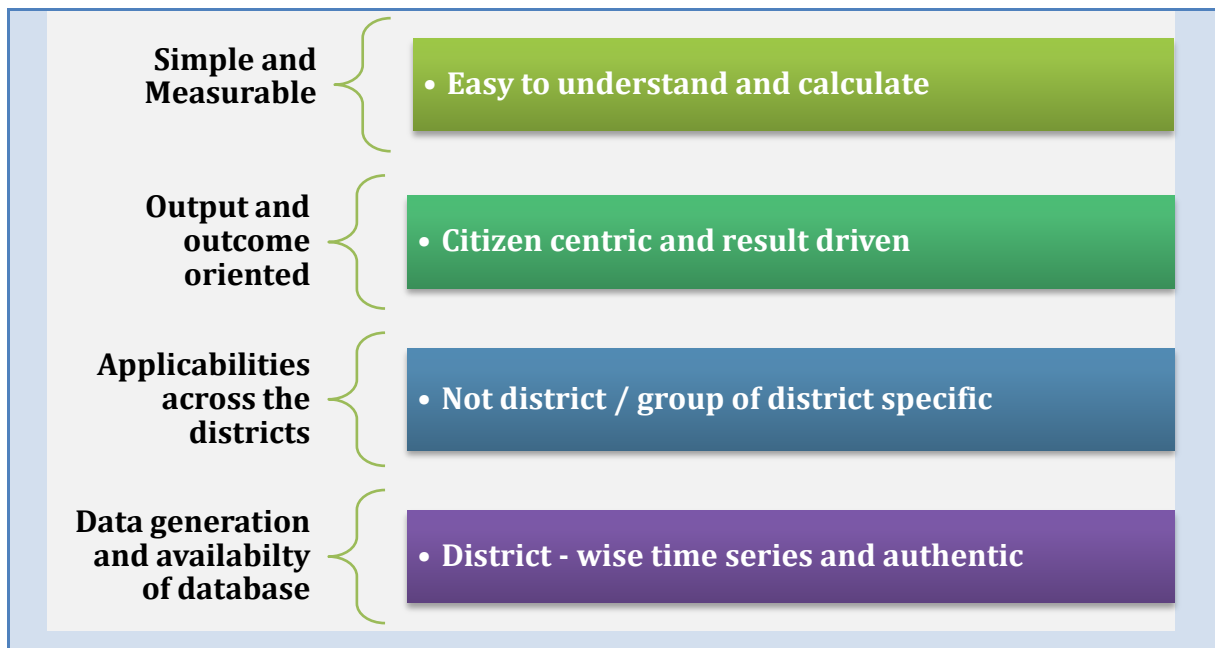 Simple and
Measurable
• Easy to understand and calculate
Output and
outcome
oriented
• Citizen centric and result driven
Applicabilities
across the
districts
• Not district / group of district specific
Data generation
and availabilty
of database
• District - wise time series and authentic